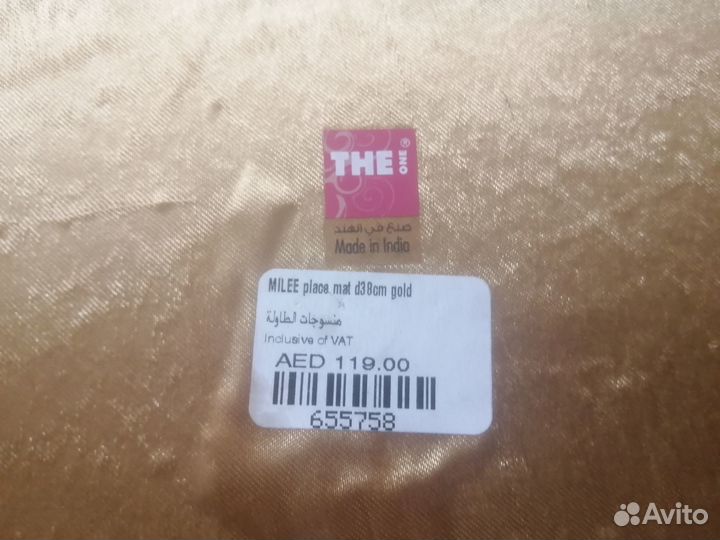 THE ONE®
صنع في الهند
Made in India
MILEE place mat d38cm gold
منسوجات الطاولة
Inclusive of VAT
AED 119.00
655758
Avito